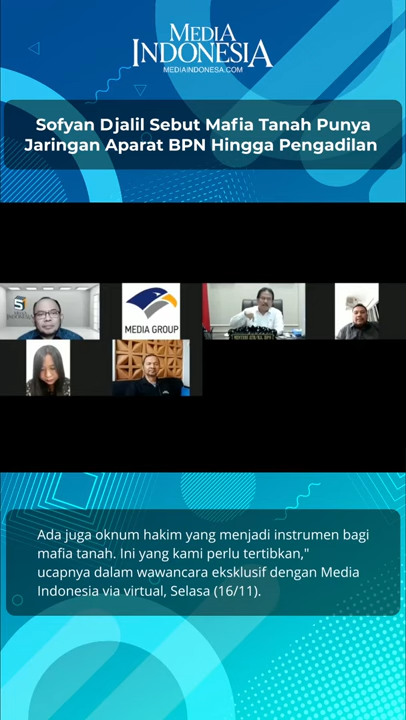 MEDIA
INDONESIA
MEDIAINDONESA.COM
Sofyan Djalil Sebut Mafia Tanah Punya
Jaringan Aparat BPN Hingga Pengadilan
MEDIA GROUP
Ada juga oknum hakim yang menjadi instrumen bagi
mafia tanah. Ini yang kami perlu tertibkan,"
ucapnya dalam wawancara eksklusif dengan Media
Indonesia via virtual, Selasa (16/11).